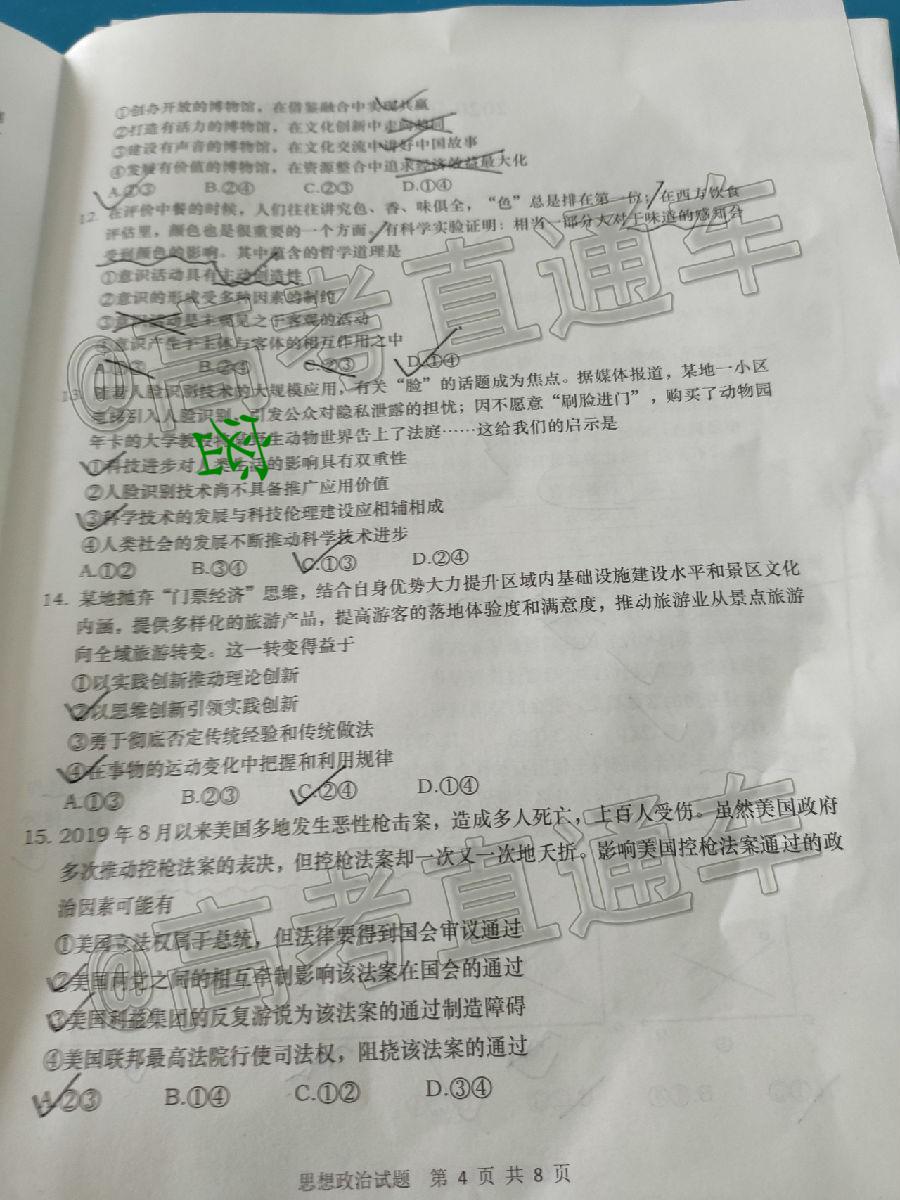 ①创办开放的博物馆，在借鉴融合中实现共赢
②打造有活力的博物馆，在文化创新中走向趋同
③建设有声音的博物馆，在文化交流中讲好中国故事
④发展有价值的博物馆，在资源整合中追求经济效益最大化
A.①③ B.②④ C.②③ D.①④
12. 在评价中餐的时候，人们往往讲究色、香、味俱全，“色”总是排在第一位；在西方饮食
评估里，颜色也是很重要的一个方面。有科学实验证明：相当一部分人对于味道的感知会
受到颜色的影响。其中蕴含的哲学道理是
①意识活动具有主动创造性
②意识的形成受多种因素的制约
③意识活动是主观见之于客观的活动
④意识产生于主体与客体的相互作用之中
A.①② B.②④ C.②③ D.①④
13. 随着人脸识别技术的大规模应用，有关“脸”的话题成为焦点。据媒体报道，某地一小区
引入人脸识别，引发公众对隐私泄露的担忧；因不愿意“刷脸进门”，购买了动物园
年卡的大学教授将野生动物世界告上了法庭……这给我们的启示是
①科技进步对人类生活的影响具有双重性
②人脸识别技术尚不具备推广应用价值
③科学技术的发展与科技伦理建设应相辅相成
④人类社会的发展不断推动科学技术进步
A.①② B.③④ C.①③ D.②④
14. 某地抛弃“门票经济”思维，结合自身优势大力提升区域内基础设施建设水平和景区文化
内涵，提供多样化的旅游产品，提高游客的落地体验度和满意度，推动旅游业从景点旅游
向全域旅游转变。这一转变得益于
①以实践创新推动理论创新
②以思维创新引领实践创新
③勇于彻底否定传统经验和传统做法
④在事物的运动变化中把握和利用规律
A.①③ B.②③ C.②④ D.①④
15. 2019年8月以来美国多地发生恶性枪击案，造成多人死亡，上百人受伤。虽然美国政府
多次推动控枪法案的表决，但控枪法案却一次又一次地夭折。影响美国控枪法案通过的政
治因素可能有
①美国立法权属于总统，但法律要得到国会审议通过
②美国两党之间的相互牵制影响该法案在国会的通过
③美国利益集团的反复游说为该法案的通过制造障碍
④美国联邦最高法院行使司法权，阻挠该法案的通过
A.②③ B.①④ C.①② D.③④
思想政治试题 第4页 共8页
@高考直通车
@高考直通车